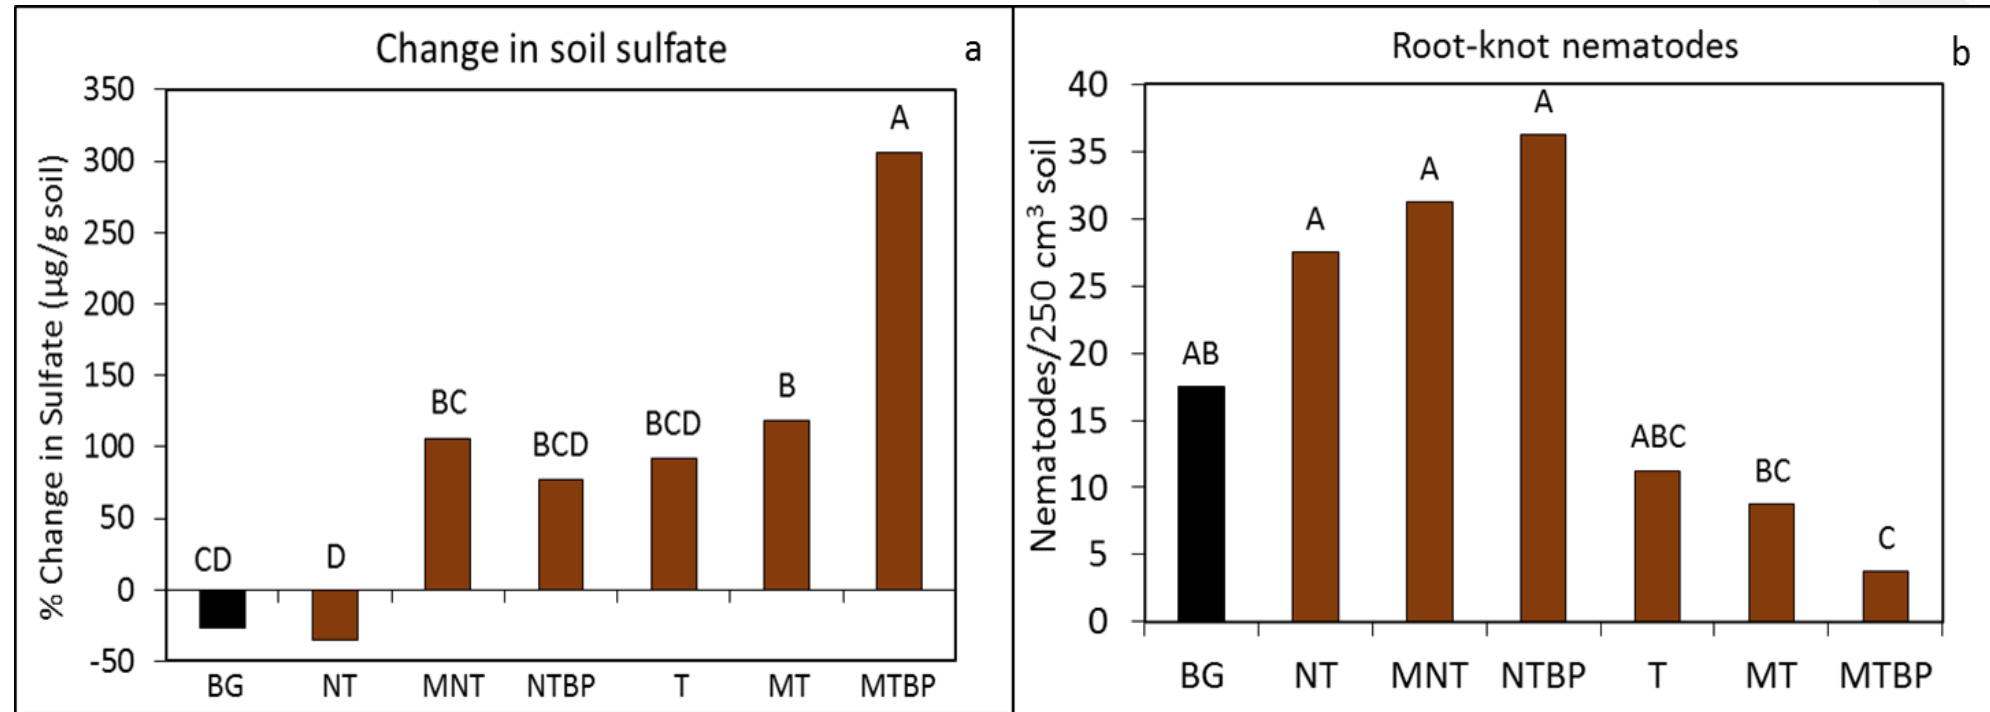 Change in soil sulfate
a
% Change in Sulfate (µg/g soil)
350
300
250
200
150
100
50
0
-50
CD
D
BC
BCD
BCD
B
A
BG NT MNT NTBP T MT MTBP
Root-knot nematodes
b
Nematodes/250 cm³ soil
40
35
30
25
20
15
10
5
0
AB
A
A
A
ABC
BC
C
BG NT MNT NTBP T MT MTBP